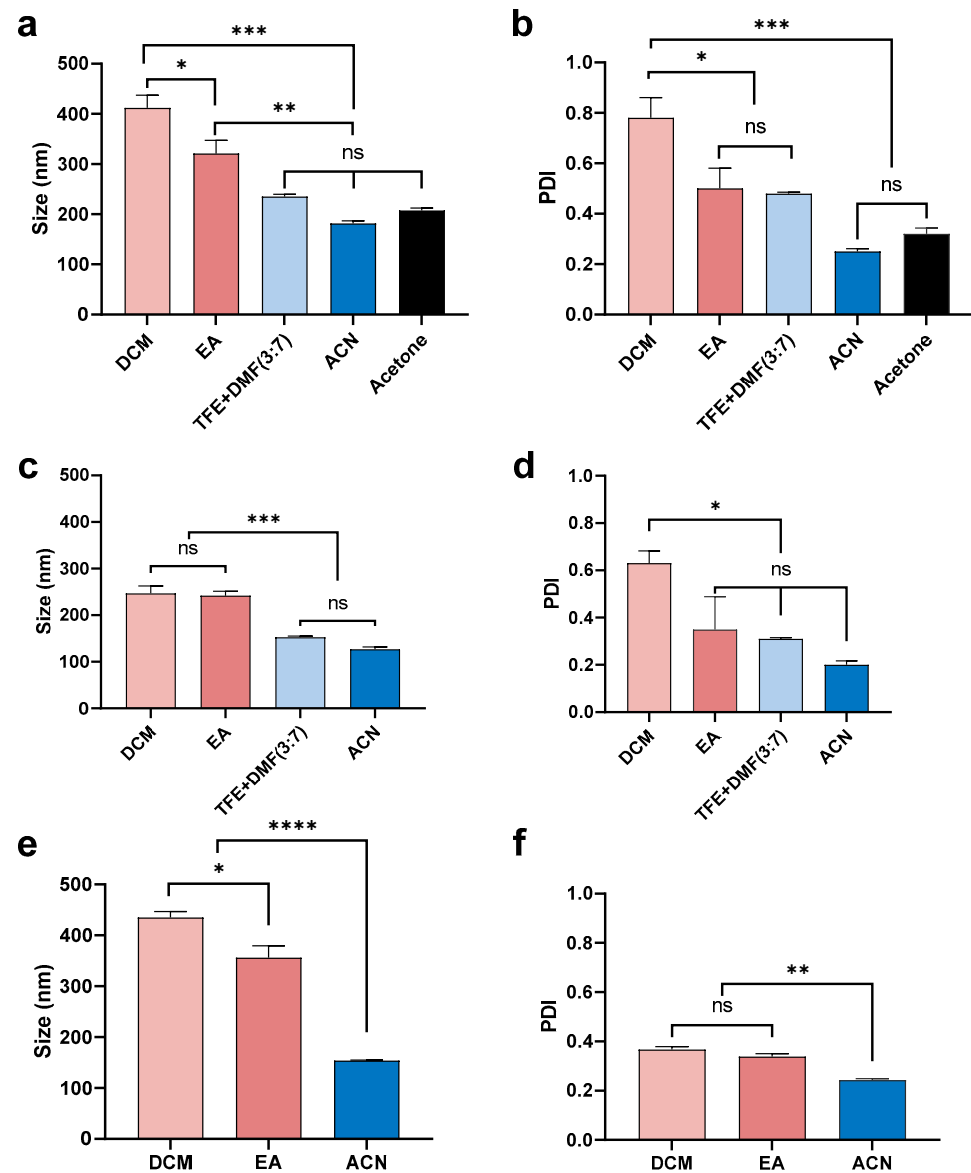 a
***
*
**
ns
Size (nm)
500
400
300
200
100
0
DCM
EA
TFE+DMF(3:7)
ACN
Acetone
b
***
*
ns
ns
PDI
1.0
0.8
0.6
0.4
0.2
0.0
DCM
EA
TFE+DMF(3:7)
ACN
Acetone
c
***
ns
ns
Size (nm)
500
400
300
200
100
0
DCM
EA
TFE+DMF(3:7)
ACN
d
*
ns
PDI
1.0
0.8
0.6
0.4
0.2
0.0
DCM
EA
TFE+DMF(3:7)
ACN
e
****
*
Size (nm)
500
400
300
200
100
0
DCM
EA
ACN
f
**
ns
PDI
1.0
0.8
0.6
0.4
0.2
0.0
DCM
EA
ACN